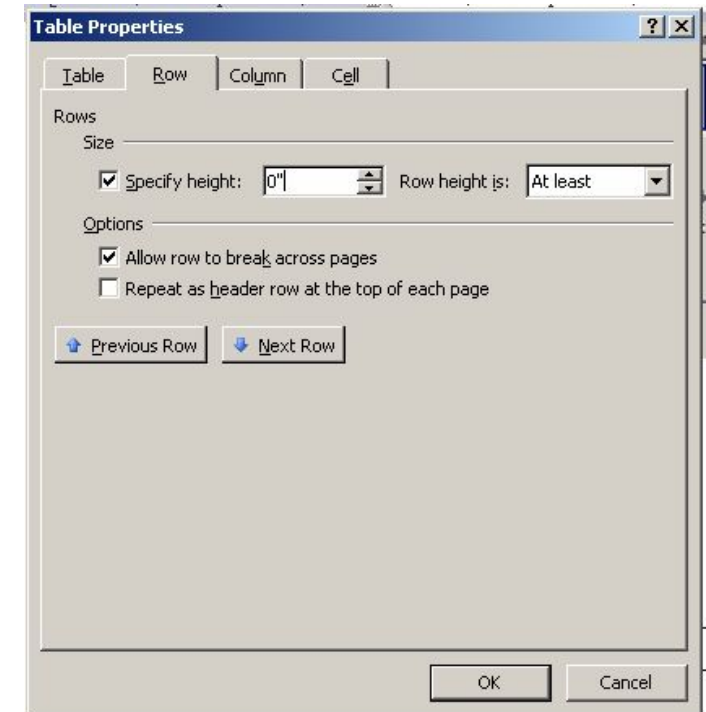 Table Properties
Table Row Column Cell
Rows
Size
Specify height: 0" Row height is: At least
Options
Allow row to break across pages
Repeat as header row at the top of each page
Previous Row Next Row
OK Cancel